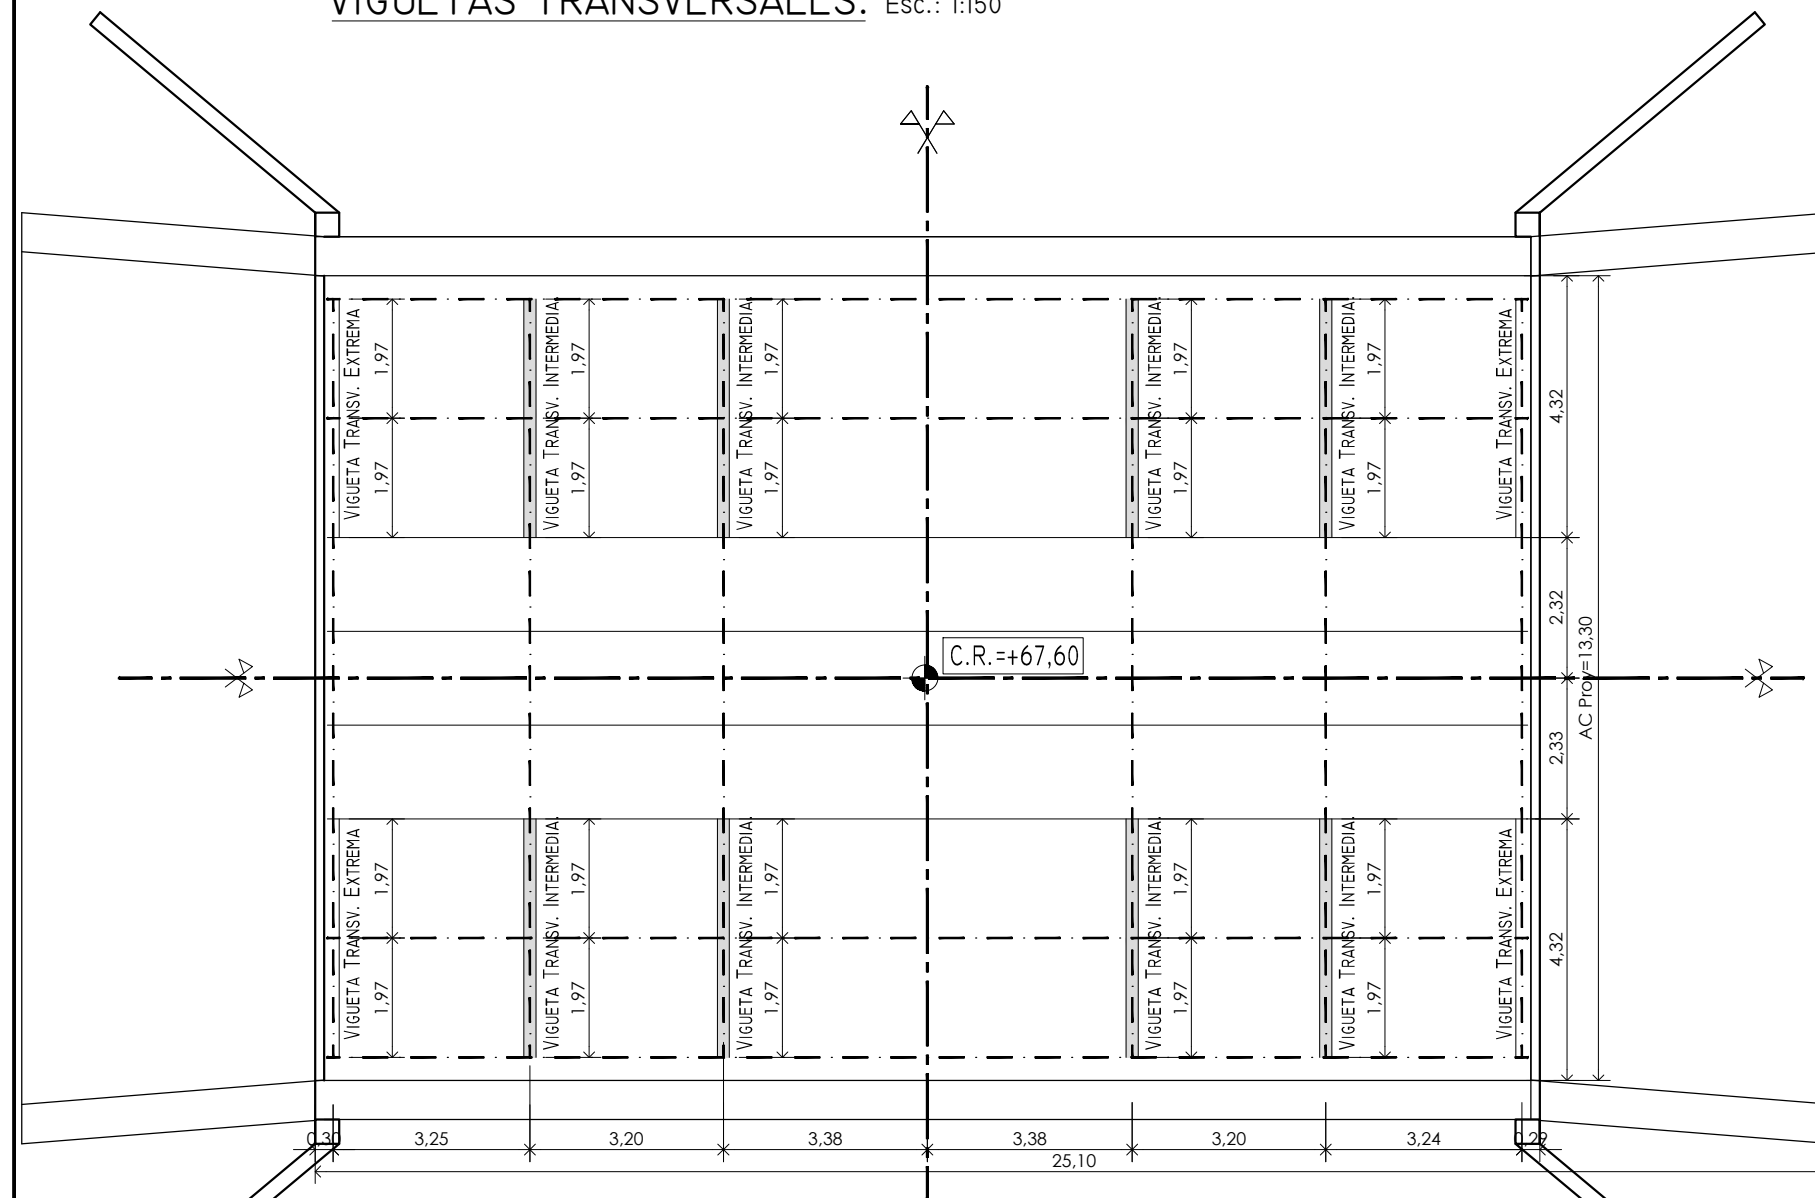 VIGUETAS TRANSVERSALES. Esc.: 1:150
VIGUETA TRANSV. EXTREMA
1,97
1,97
VIGUETA TRANSV. INTERMEDIA.
1,97
1,97
VIGUETA TRANSV. INTERMEDIA.
1,97
1,97
VIGUETA TRANSV. INTERMEDIA.
1,97
1,97
VIGUETA TRANSV. INTERMEDIA.
1,97
1,97
VIGUETA TRANSV. EXTREMA
4,32
2,32
C.R.=+67,60
AC Proy=13,30
2,33
VIGUETA TRANSV. EXTREMA
1,97
1,97
VIGUETA TRANSV. INTERMEDIA.
1,97
1,97
VIGUETA TRANSV. INTERMEDIA.
1,97
1,97
VIGUETA TRANSV. INTERMEDIA.
1,97
1,97
VIGUETA TRANSV. INTERMEDIA.
1,97
1,97
VIGUETA TRANSV. EXTREMA
4,32
0,30 3,25 3,20 3,38 3,38 3,20 3,24 0,29
25,10